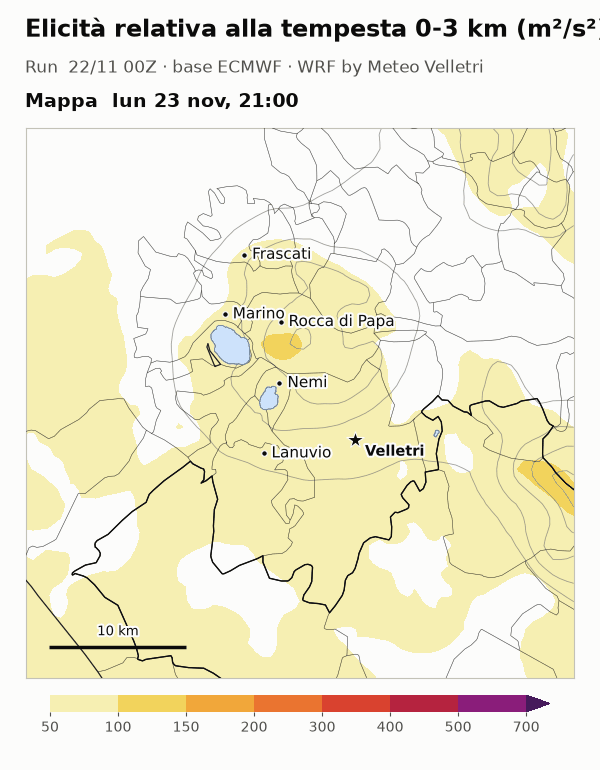 Elicità relativa alla tempesta 0-3 km (m²/s²)
Run  22/11 00Z · base ECMWF · WRF by Meteo Velletri
Mappa  lun 23 nov, 21:00
Frascati
Marino
Rocca di Papa
Nemi
Velletri
Lanuvio
10 km
50 100 150 200 300 400 500 700